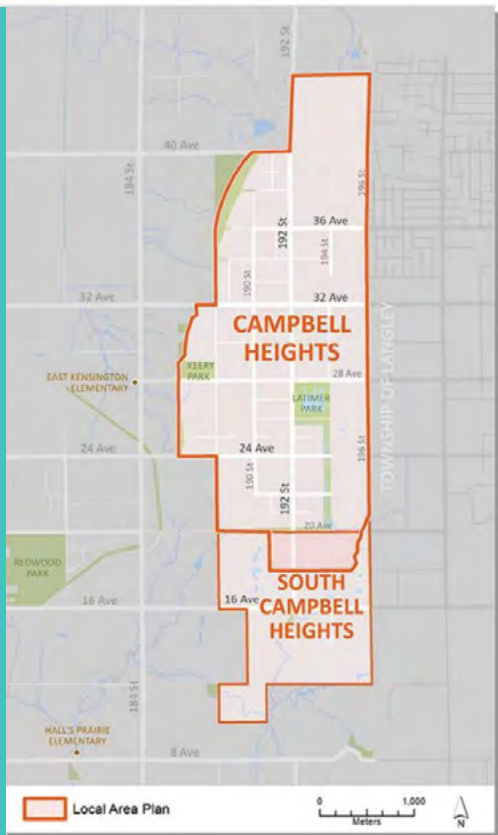 192 St
40 Ave
184 St
196 St
36 Ave
192 St
194 St
190 St
32 Ave
32 Ave
CAMPBELL
HEIGHTS
TOWNSHIP OF LANGLEY
KEERY
PARK
28 Ave
EAST KENSINGTON
ELEMENTARY
LATIMER
PARK
24 Ave
24 Ave
196 St
190 St
192 St
20 Ave
REDWOOD
PARK
SOUTH
CAMPBELL
HEIGHTS
16 Ave
16 Ave
184 St
HALL'S PRAIRIE
ELEMENTARY
8 Ave
Local Area Plan
0 1,000
Meters
N